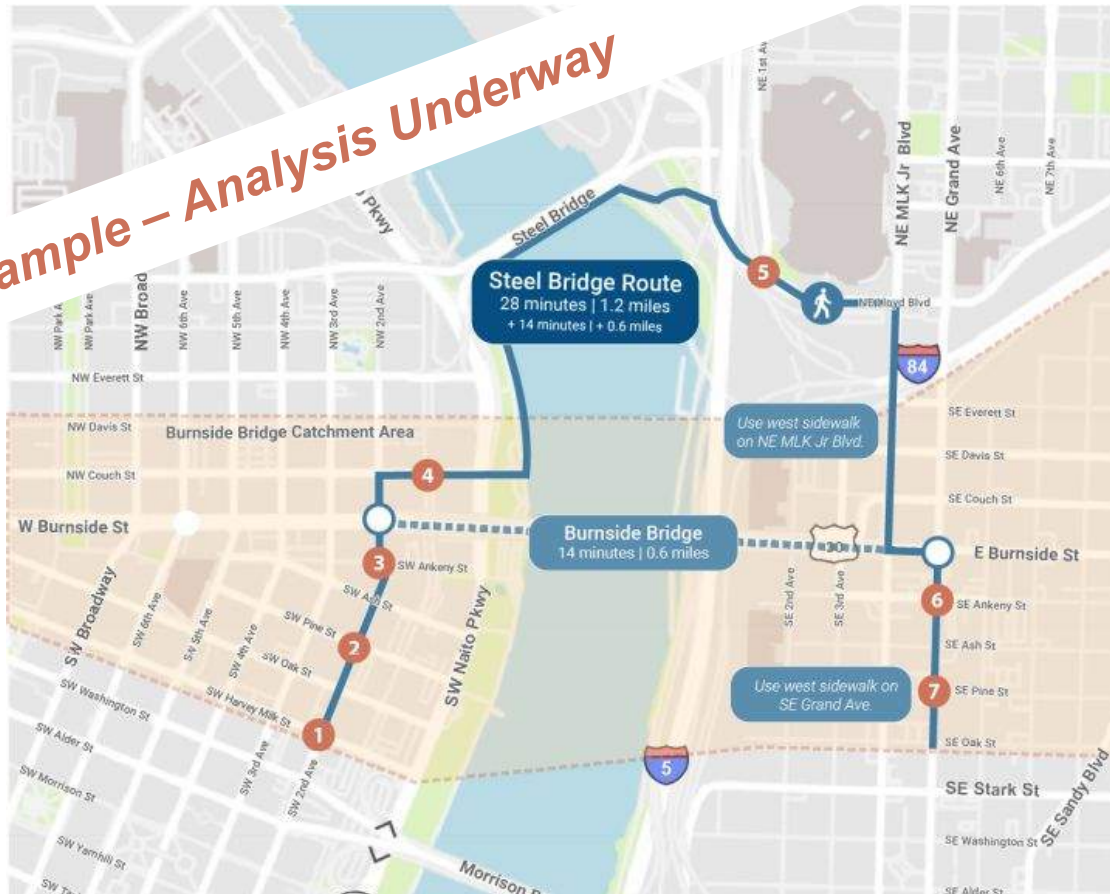 ample – Analysis Underway
NE 1st Av
NE MLK Jr Blvd
NE Grand Ave
NE 6th Ave
NE 7th Ave
Pkwy
Steel Bridge
Steel Bridge Route
28 minutes | 1.2 miles
+ 14 minutes | + 0.6 miles
5
NE Lloyd Blvd
84
NW Park A
NW Park Ave
NW Broad
NW 6th Ave
NW 5th Ave
NW 4th Ave
NW 3rd Ave
NW 2nd Ave
NW Everett St
NW Davis St
Burnside Bridge Catchment Area
NW Couch St
4
W Burnside St
Use west sidewalk
on NE MLK Jr Blvd.
SE Everett St
SE Davis St
SE Couch St
Burnside Bridge
14 minutes | 0.6 miles
30
E Burnside St
3
SW Ankeny St
SW Ash St
SW Pine St
2
SW Oak St
SW Harvey Milk St
1
SW Broadway
SW 6th Ave
SW 5th Ave
SW 4th Ave
SW 3rd Ave
SW 2nd Ave
SW Naito Pkwy
SW Washington St
SW Alder St
SW Morrison St
SW Yamhill St
SW Ta
Morrison
SE 2nd Ave
SE 3rd Ave
6
SE Ankeny St
SE Ash St
Use west sidewalk on
SE Grand Ave.
7
SE Pine St
SE Oak St
5
SE Stark St
SE Washington St
SE Sandy Blvd
SE Alder St